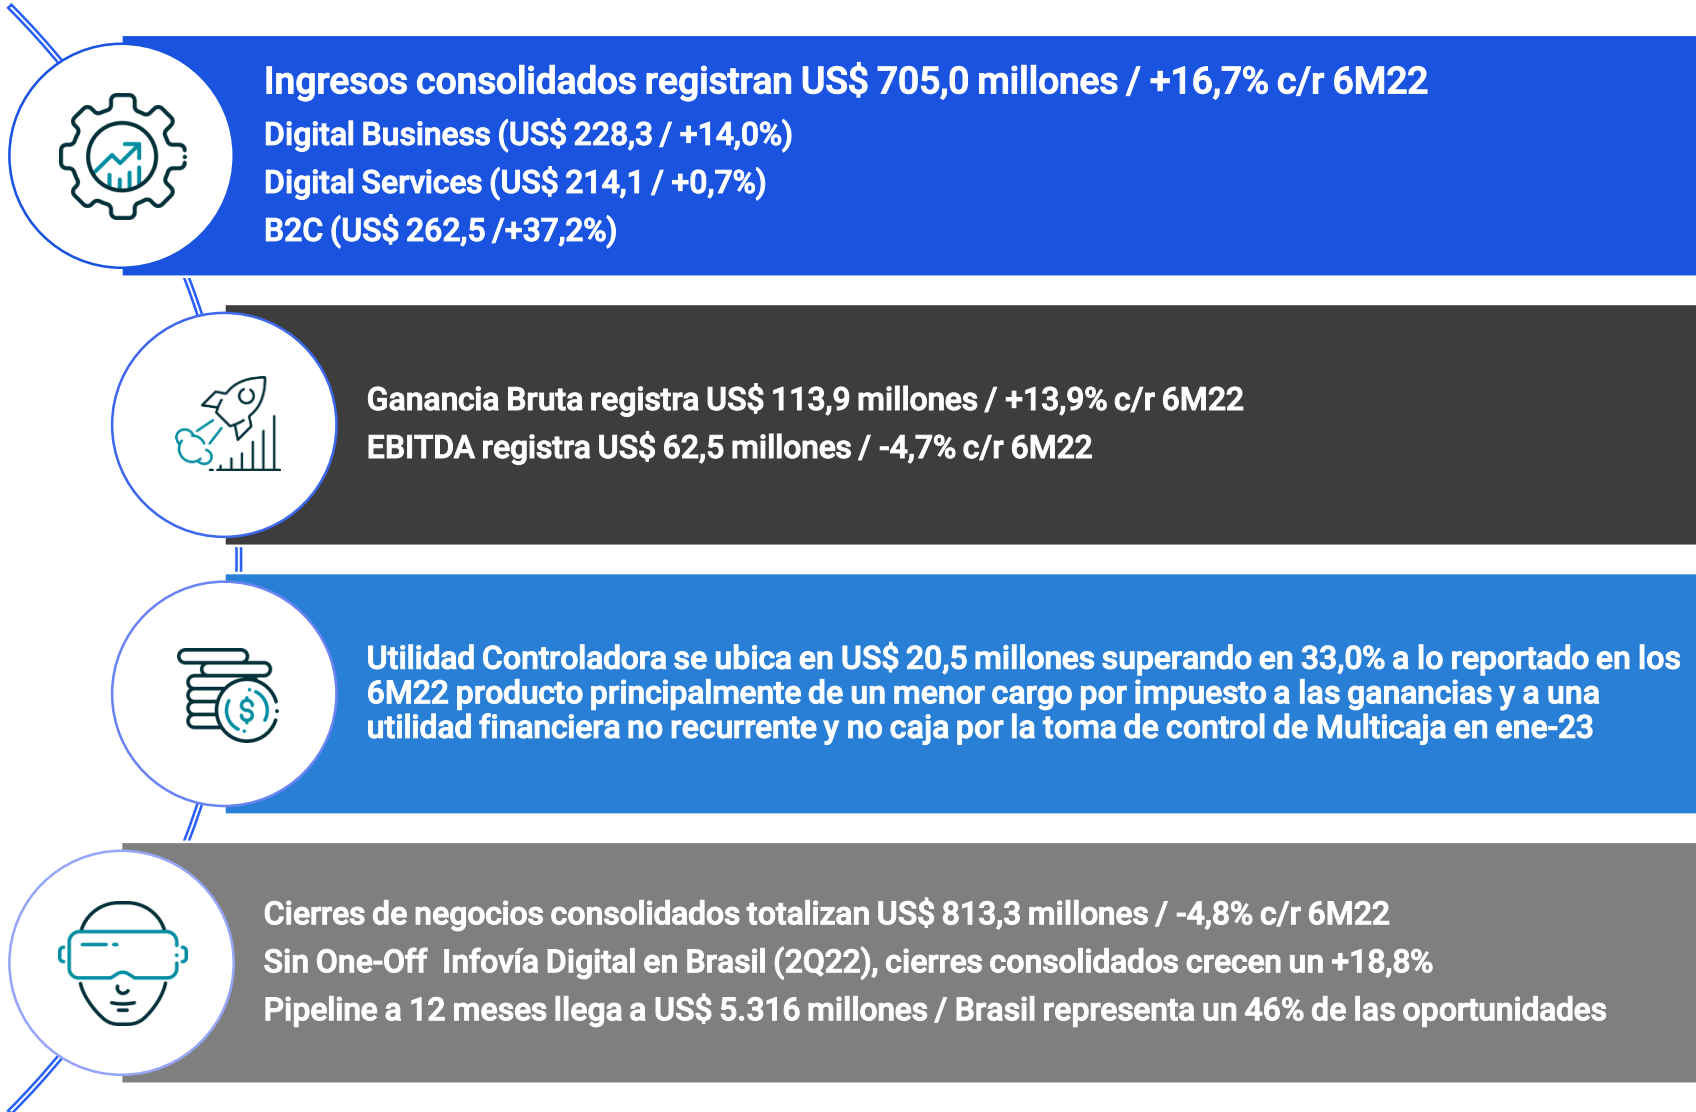 Ingresos consolidados registran US$ 705,0 millones / +16,7% c/r 6M22
Digital Business (US$ 228,3 / +14,0%)
Digital Services (US$ 214,1 / +0,7%)
B2C (US$ 262,5 /+37,2%)
Ganancia Bruta registra US$ 113,9 millones / +13,9% c/r 6M22
EBITDA registra US$ 62,5 millones / -4,7% c/r 6M22
Utilidad Controladora se ubica en US$ 20,5 millones superando en 33,0% a lo reportado en los
6M22 producto principalmente de un menor cargo por impuesto a las ganancias y a una
utilidad financiera no recurrente y no caja por la toma de control de Multicaja en ene-23
Cierres de negocios consolidados totalizan US$ 813,3 millones / -4,8% c/r 6M22
Sin One-Off  Infovía Digital en Brasil (2Q22), cierres consolidados crecen un +18,8%
Pipeline a 12 meses llega a US$ 5.316 millones / Brasil representa un 46% de las oportunidades